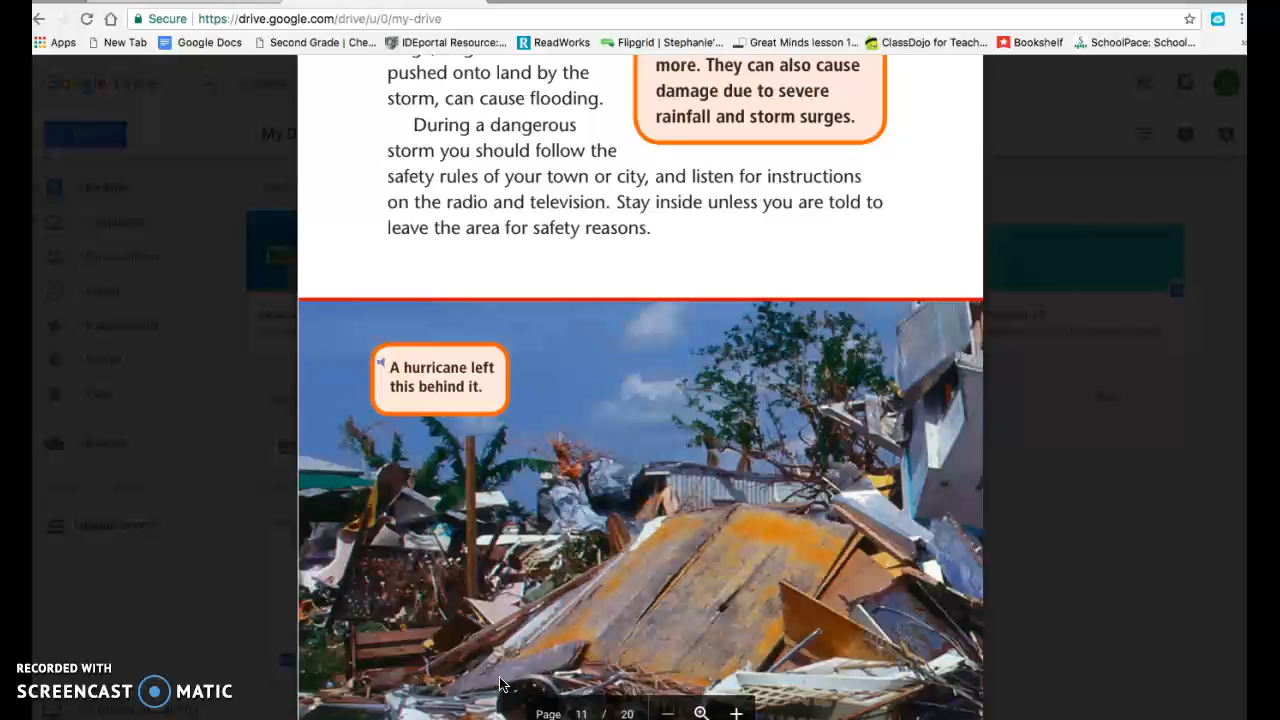 Secure
https://drive.google.com/drive/u/0/my-drive
Apps
New Tab
Google Docs
Second Grade | Che...
IDEportal Resource:...
ReadWorks
Flipgrid | Stephanie'...
Great Minds lesson 1...
ClassDojo for Teach...
Bookshelf
SchoolPace: School...
My D
pushed onto land by the
storm, can cause flooding.
During a dangerous
storm you should follow the
safety rules of your town or city, and listen for instructions
on the radio and television. Stay inside unless you are told to
leave the area for safety reasons.
more. They can also cause
damage due to severe
rainfall and storm surges.
A hurricane left
this behind it.
RECORDED WITH
SCREENCAST MATIC
Page 11 / 20